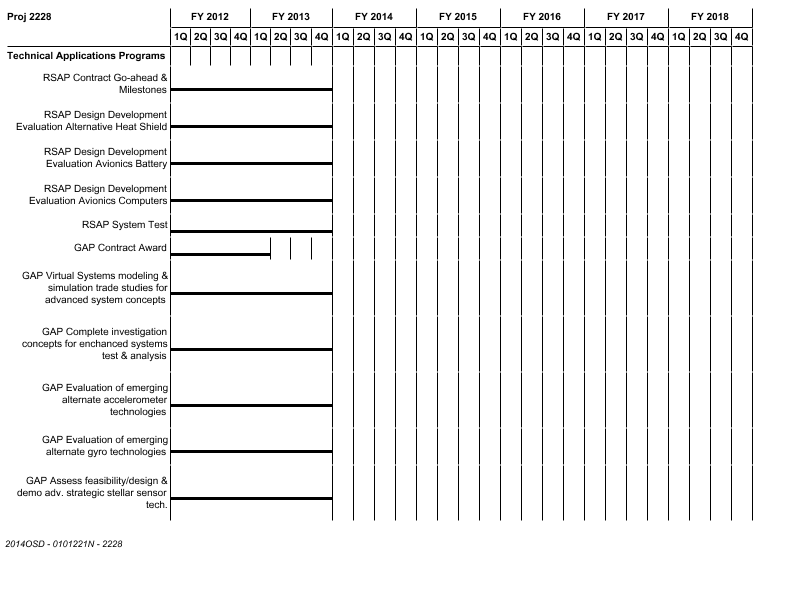 Proj 2228
FY 2012 FY 2013 FY 2014 FY 2015 FY 2016 FY 2017 FY 2018
1Q 2Q 3Q 4Q 1Q 2Q 3Q 4Q 1Q 2Q 3Q 4Q 1Q 2Q 3Q 4Q 1Q 2Q 3Q 4Q 1Q 2Q 3Q 4Q 1Q 2Q 3Q 4Q
Technical Applications Programs
RSAP Contract Go-ahead &
Milestones
RSAP Design Development
Evaluation Alternative Heat Shield
RSAP Design Development
Evaluation Avionics Battery
RSAP Design Development
Evaluation Avionics Computers
RSAP System Test
GAP Contract Award
GAP Virtual Systems modeling &
simulation trade studies for
advanced system concepts
GAP Complete investigation
concepts for enchanced systems
test & analysis
GAP Evaluation of emerging
alternate accelerometer
technologies
GAP Evaluation of emerging
alternate gyro technologies
GAP Assess feasibility/design &
demo adv. strategic stellar sensor
tech.
2014OSD - 0101221N - 2228